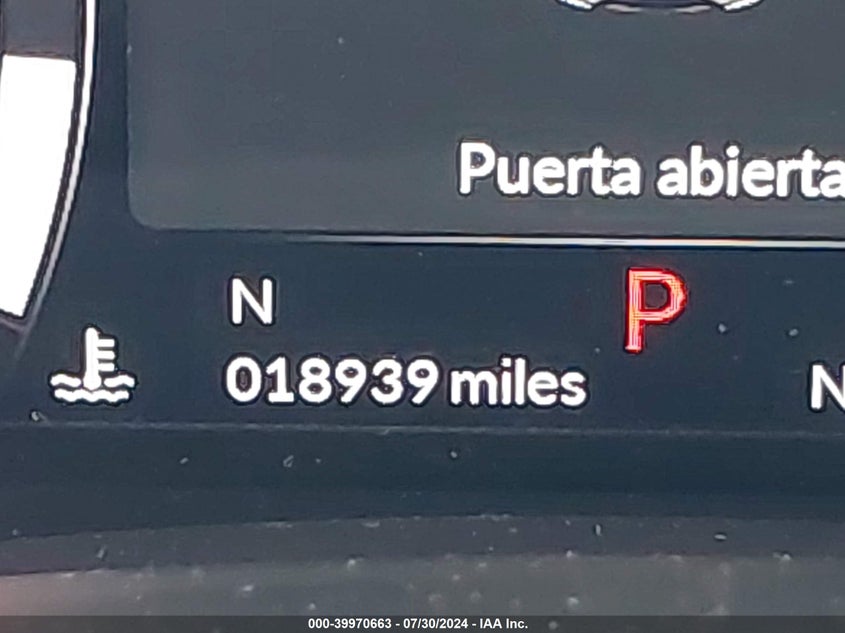 Puerta abierta
N
P
018939 miles
N
000-39970663 - 07/30/2024 - IAA Inc.